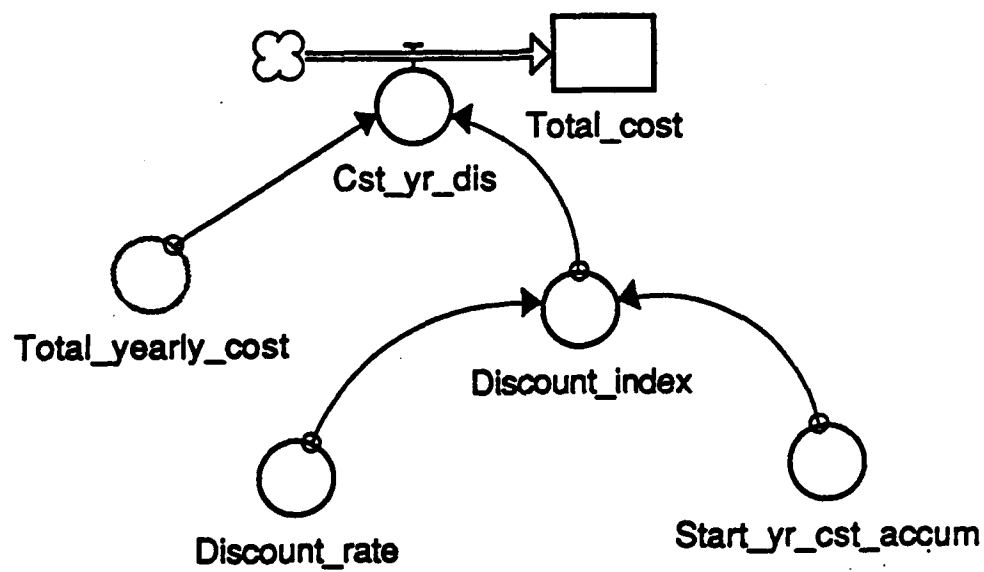 Total_cost
Cst_yr_dis
Total_yearly_cost
Discount_index
Discount_rate
Start_yr_cst_accum